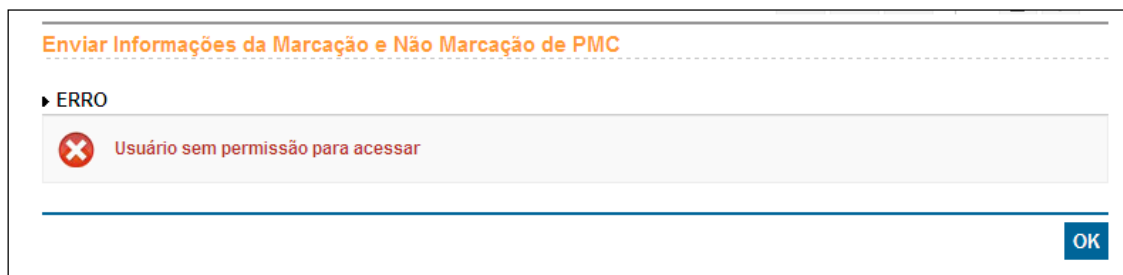 Enviar Informações da Marcação e Não Marcação de PMC
ERRO
Usuário sem permissão para acessar
OK